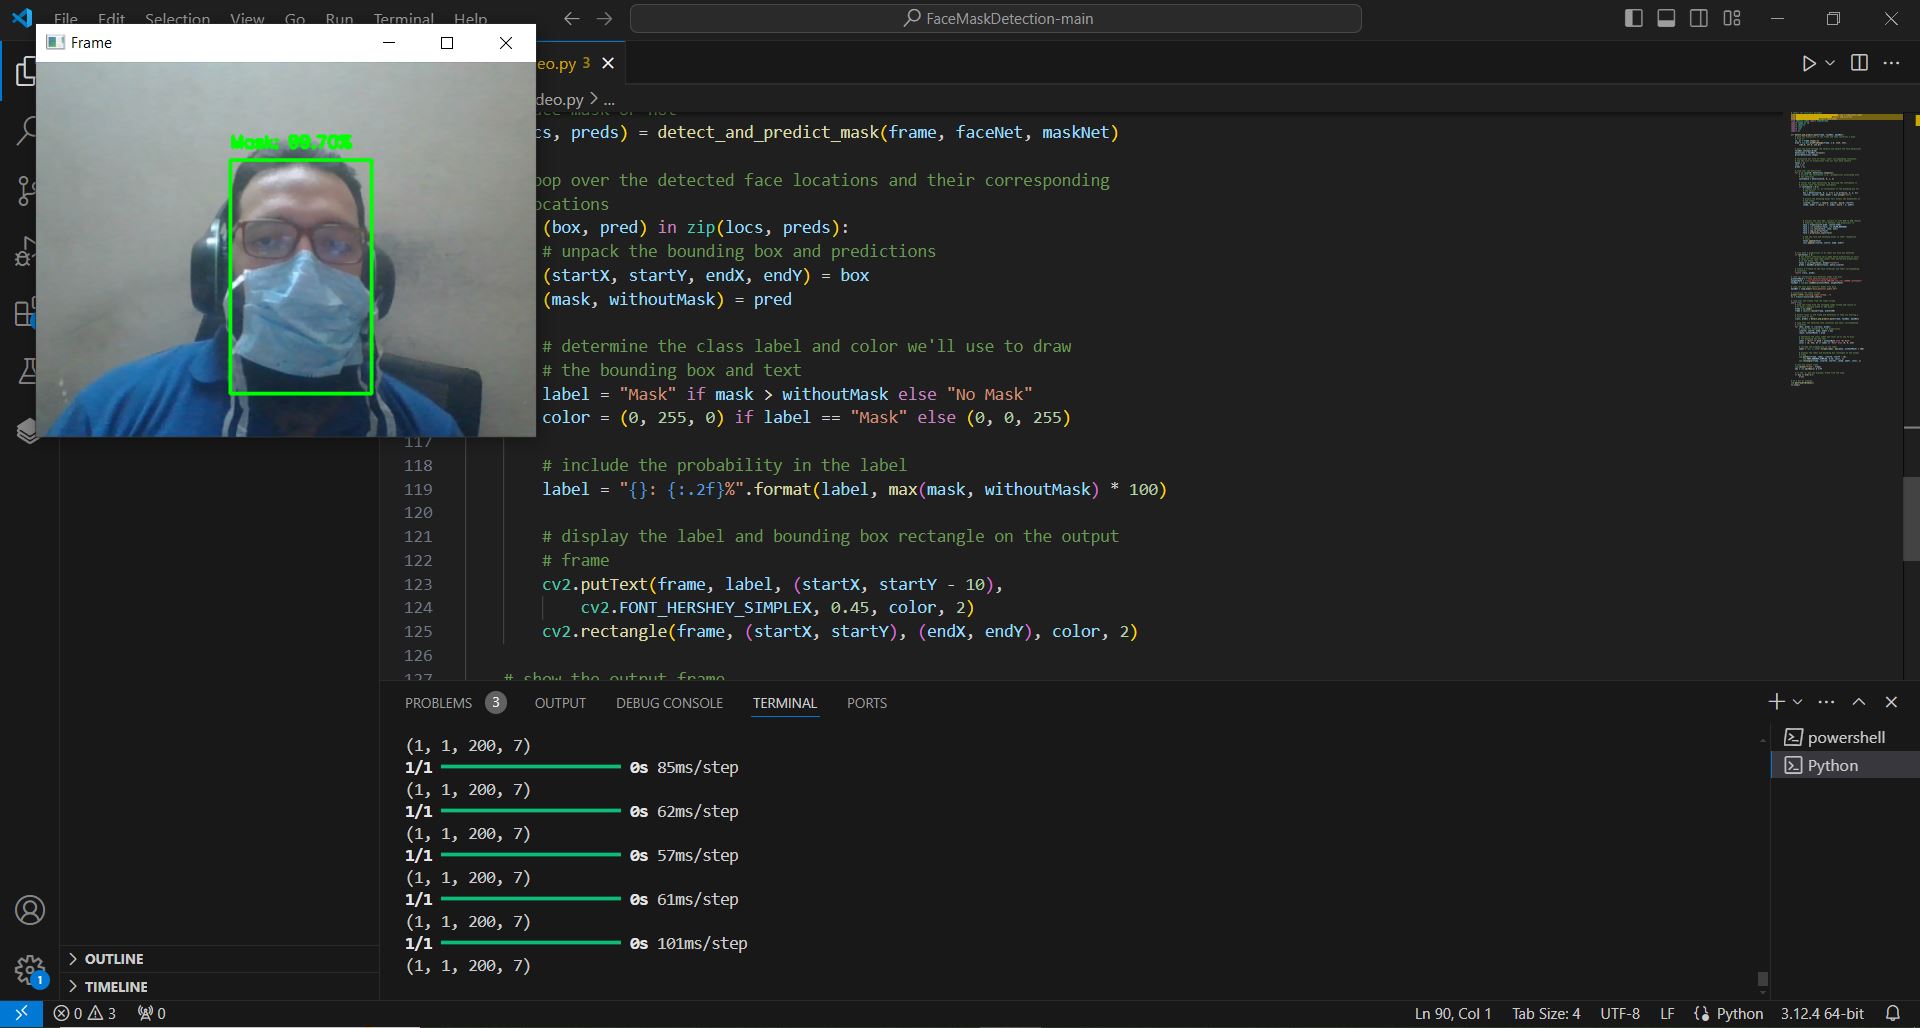 File Edit Selection View Go Run Terminal Help
FaceMaskDetection-main
Frame
Mask: 99.70%
eo.py 3
deo.py > ...
cs, preds) = detect_and_predict_mask(frame, faceNet, maskNet)
oop over the detected face locations and their corresponding
ocations
(box, pred) in zip(locs, preds):
# unpack the bounding box and predictions
(startX, startY, endX, endY) = box
(mask, withoutMask) = pred
# determine the class label and color we'll use to draw
# the bounding box and text
label = "Mask" if mask > withoutMask else "No Mask"
color = (0, 255, 0) if label == "Mask" else (0, 0, 255)
117
118 # include the probability in the label
119 label = "{}: {:.2f}%".format(label, max(mask, withoutMask) * 100)
120
121 # display the label and bounding box rectangle on the output
122 # frame
123 cv2.putText(frame, label, (startX, startY - 10),
124 cv2.FONT_HERSHEY_SIMPLEX, 0.45, color, 2)
125 cv2.rectangle(frame, (startX, startY), (endX, endY), color, 2)
126
127 # show the output frame
PROBLEMS 3 OUTPUT DEBUG CONSOLE TERMINAL PORTS
(1, 1, 200, 7)
1/1 0s 85ms/step
(1, 1, 200, 7)
1/1 0s 62ms/step
(1, 1, 200, 7)
1/1 0s 57ms/step
(1, 1, 200, 7)
1/1 0s 61ms/step
(1, 1, 200, 7)
1/1 0s 101ms/step
(1, 1, 200, 7)
powershell
Python
OUTLINE
TIMELINE
1
0 3 0
Ln 90, Col 1 Tab Size: 4 UTF-8 LF Python 3.12.4 64-bit